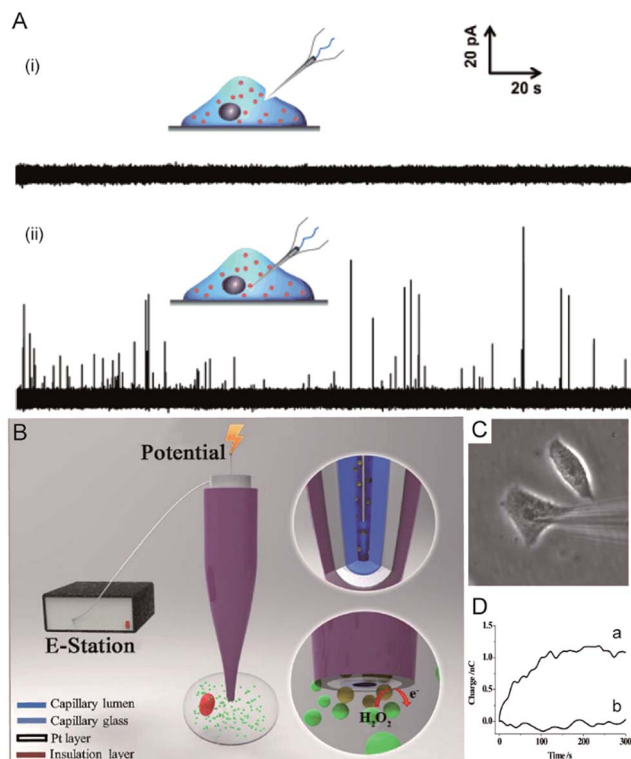 A
(i)
20 pA
20 s
(ii)
B
Potential
E-Station
Capillary lumen
Capillary glass
Pt layer
Insulation layer
e-
H2O2
C
D
Charge /nC
1.5
1.0
0.5
0.0
0
100
200
300
Time /s
a
b